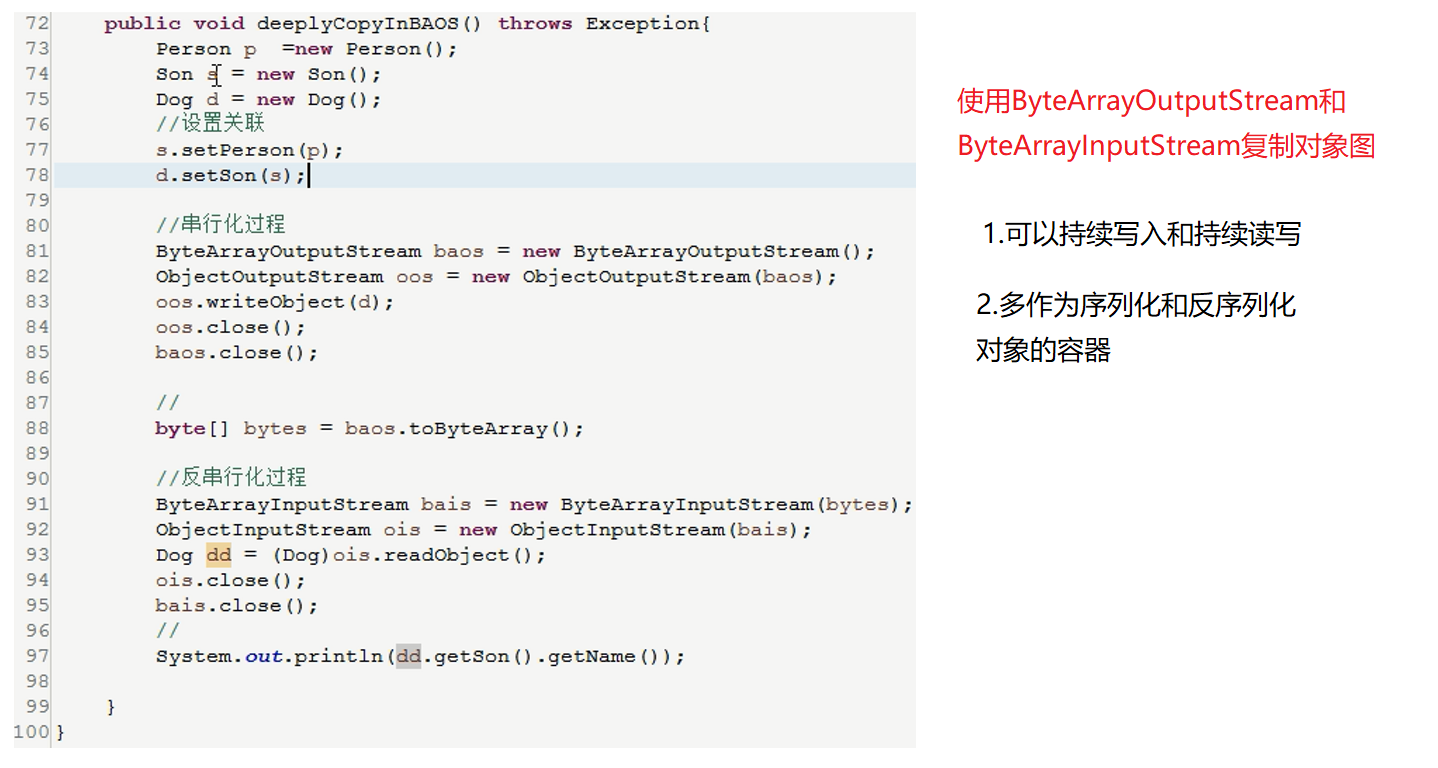 72 public void deeplyCopyInBAOS() throws Exception{
73 Person p  =new Person();
74 Son s = new Son();
75 Dog d = new Dog();
76 //设置关联
77 s.setPerson(p);
78 d.setSon(s);
79
80 //串行化过程
81 ByteArrayOutputStream baos = new ByteArrayOutputStream();
82 ObjectOutputStream oos = new ObjectOutputStream(baos);
83 oos.writeObject(d);
84 oos.close();
85 baos.close();
86
87 //
88 byte[] bytes = baos.toByteArray();
89
90 //反串行化过程
91 ByteArrayInputStream bais = new ByteArrayInputStream(bytes);
92 ObjectInputStream ois = new ObjectInputStream(bais);
93 Dog dd = (Dog)ois.readObject();
94 ois.close();
95 bais.close();
96 //
97 System.out.println(dd.getSon().getName());
98
99 }
100 }
使用ByteArrayOutputStream和
ByteArrayInputStream复制对象图
1.可以持续写入和持续读写
2.多作为序列化和反序列化
对象的容器